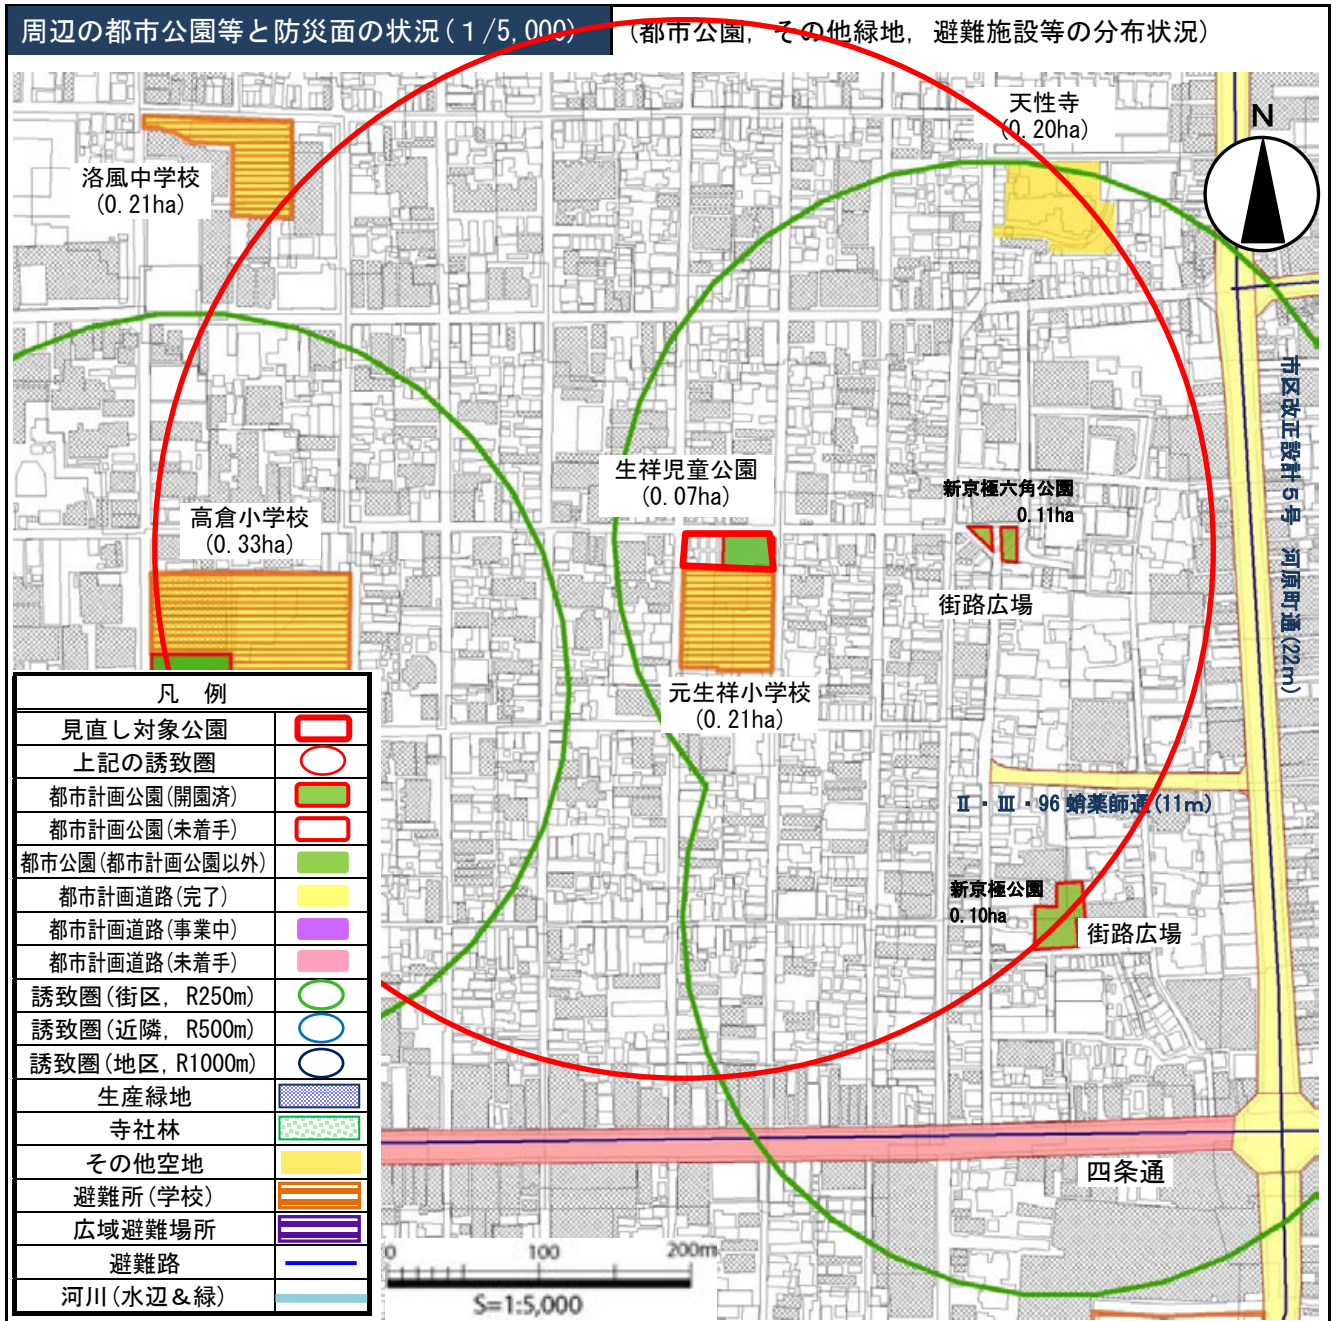 周辺の都市公園等と防災面の状況(1/5,000)
(都市公園, その他緑地, 避難施設等の分布状況)
天性寺
(0.20ha)
N
洛風中学校
(0.21ha)
市区改正設計5号 河原町通(22m)
生祥児童公園
(0.07ha)
新京極六角公園
0.11ha
高倉小学校
(0.33ha)
街路広場
元生祥小学校
(0.21ha)
Ⅱ・Ⅲ・96 蛸薬師通(11m)
新京極公園
0.10ha
街路広場
四条通
凡 例
見直し対象公園
上記の誘致圏
都市計画公園(開園済)
都市計画公園(未着手)
都市公園(都市計画公園以外)
都市計画道路(完了)
都市計画道路(事業中)
都市計画道路(未着手)
誘致圏(街区, R250m)
誘致圏(近隣, R500m)
誘致圏(地区, R1000m)
生産緑地
寺社林
その他空地
避難所(学校)
広域避難場所
避難路
河川(水辺&緑)
0 100 200m
S=1:5,000